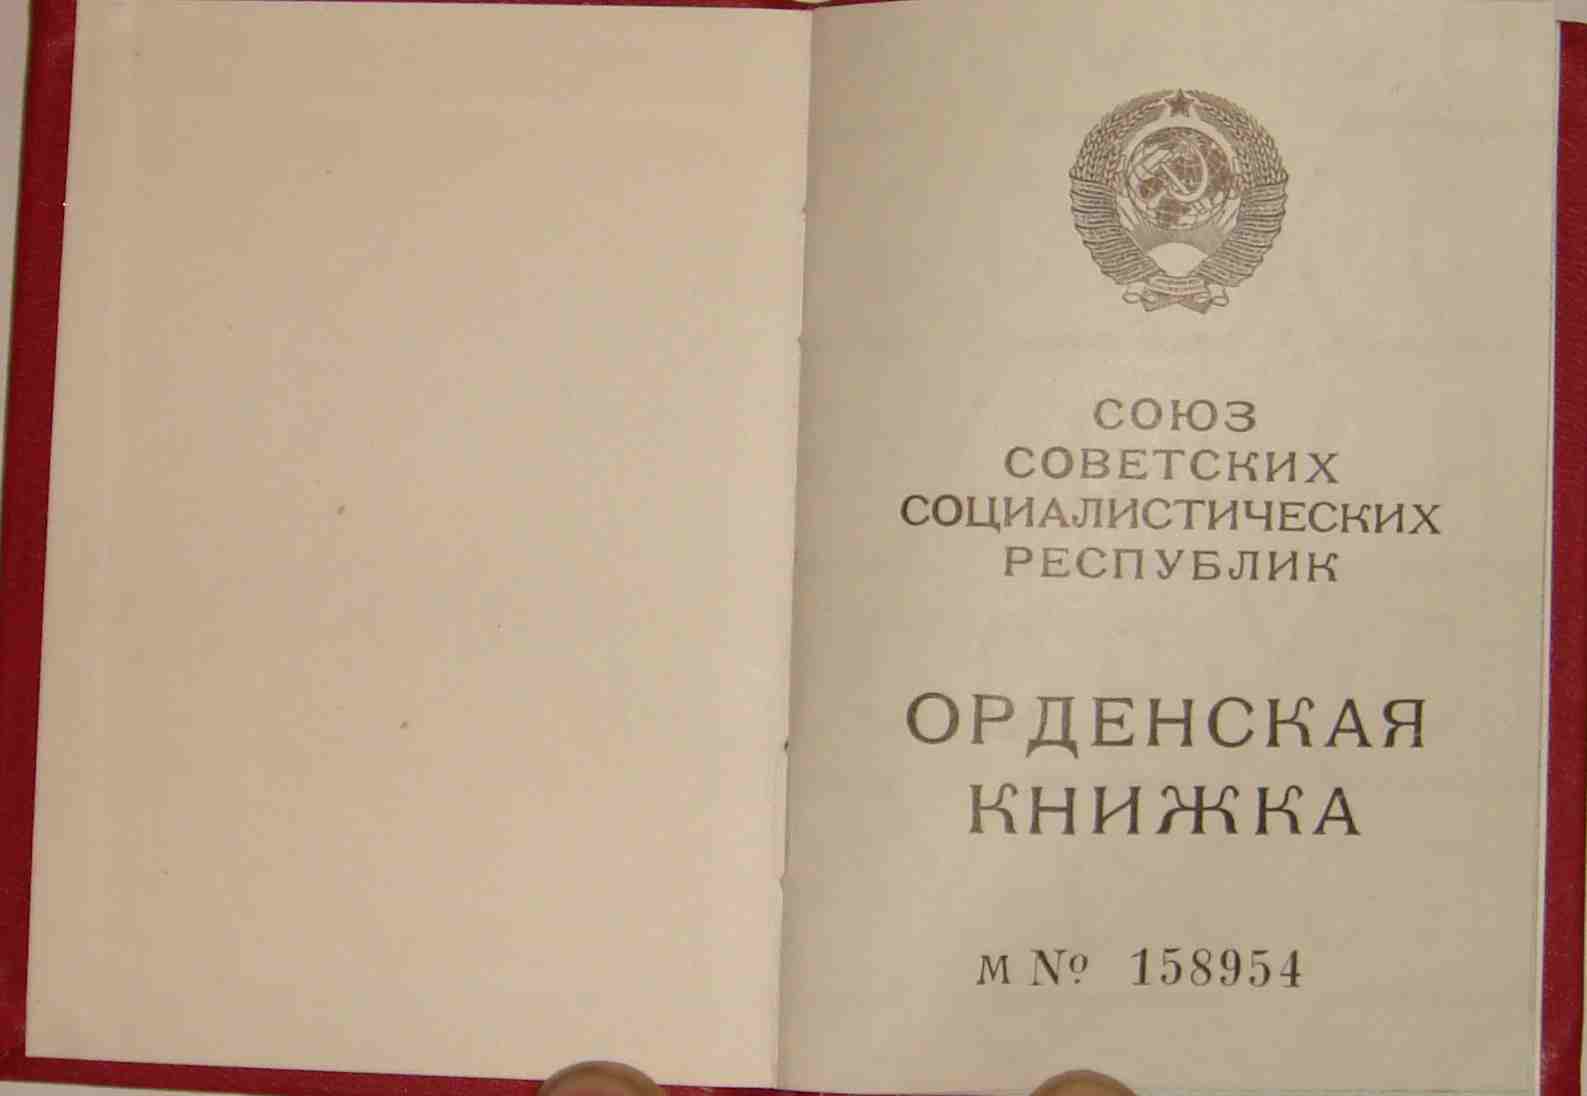 СОЮЗ
СОВЕТСКИХ
СОЦИАЛИСТИЧЕСКИХ
РЕСПУБЛИК
ОРДЕНСКАЯ
КНИЖКА
М № 158954